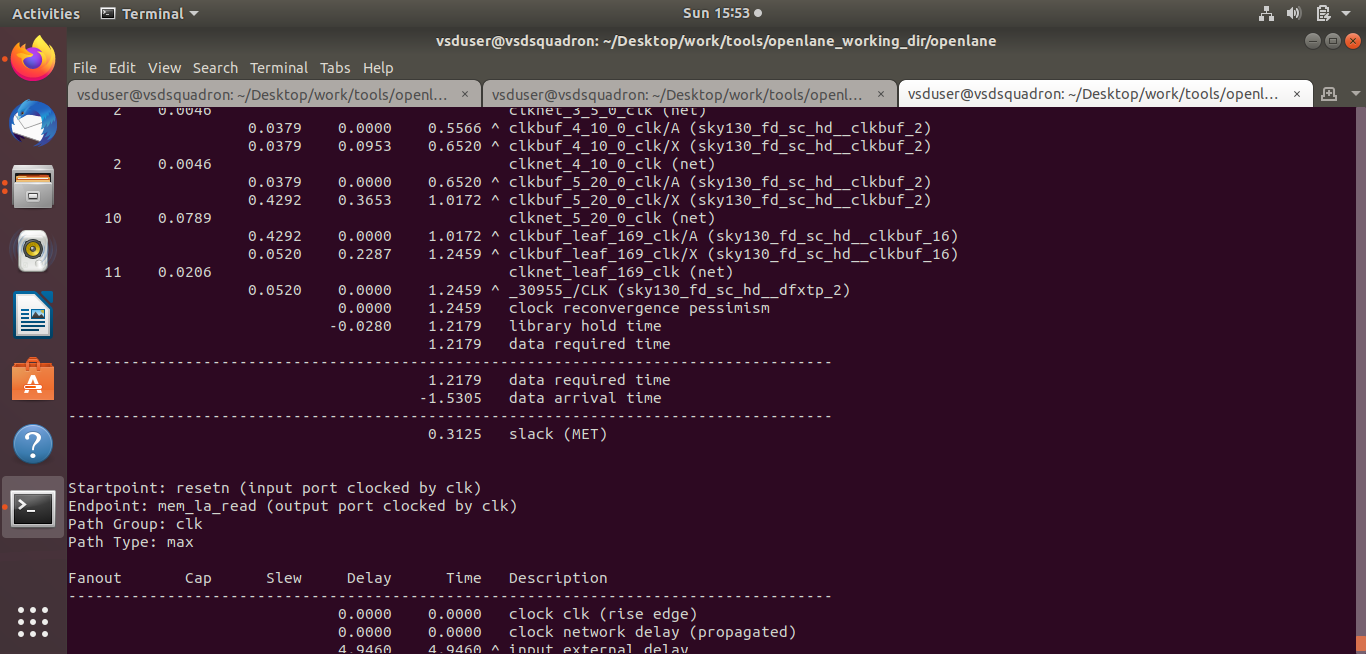 Activities Terminal Sun 15:53
vsduser@vsdsquadron: ~/Desktop/work/tools/openlane_working_dir/openlane
File Edit View Search Terminal Tabs Help
vsduser@vsdsquadron: ~/Desktop/work/tools/openl... × vsduser@vsdsquadron: ~/Desktop/work/tools/openl... × vsduser@vsdsquadron: ~/Desktop/work/tools/openl... ×
2 0.0046 clknet_3_5_0_clk (net)
0.0379 0.0000 0.5566 ^ clkbuf_4_10_0_clk/A (sky130_fd_sc_hd__clkbuf_2)
0.0379 0.0953 0.6520 ^ clkbuf_4_10_0_clk/X (sky130_fd_sc_hd__clkbuf_2)
2 0.0046 clknet_4_10_0_clk (net)
0.0379 0.0000 0.6520 ^ clkbuf_5_20_0_clk/A (sky130_fd_sc_hd__clkbuf_2)
0.4292 0.3653 1.0172 ^ clkbuf_5_20_0_clk/X (sky130_fd_sc_hd__clkbuf_2)
10 0.0789 clknet_5_20_0_clk (net)
0.4292 0.0000 1.0172 ^ clkbuf_leaf_169_clk/A (sky130_fd_sc_hd__clkbuf_16)
0.0520 0.2287 1.2459 ^ clkbuf_leaf_169_clk/X (sky130_fd_sc_hd__clkbuf_16)
11 0.0206 clknet_leaf_169_clk (net)
0.0520 0.0000 1.2459 ^ _30955_/CLK (sky130_fd_sc_hd__dfxtp_2)
0.0000 1.2459 clock reconvergence pessimism
-0.0280 1.2179 library hold time
1.2179 data required time
-------------------------------------------------------------------------------------
1.2179 data required time
-1.5305 data arrival time
-------------------------------------------------------------------------------------
0.3125 slack (MET)
Startpoint: resetn (input port clocked by clk)
Endpoint: mem_la_read (output port clocked by clk)
Path Group: clk
Path Type: max
Fanout Cap Slew Delay Time Description
-------------------------------------------------------------------------------------
0.0000 0.0000 clock clk (rise edge)
0.0000 0.0000 clock network delay (propagated)
4.9460 4.9460 ^ input external delay